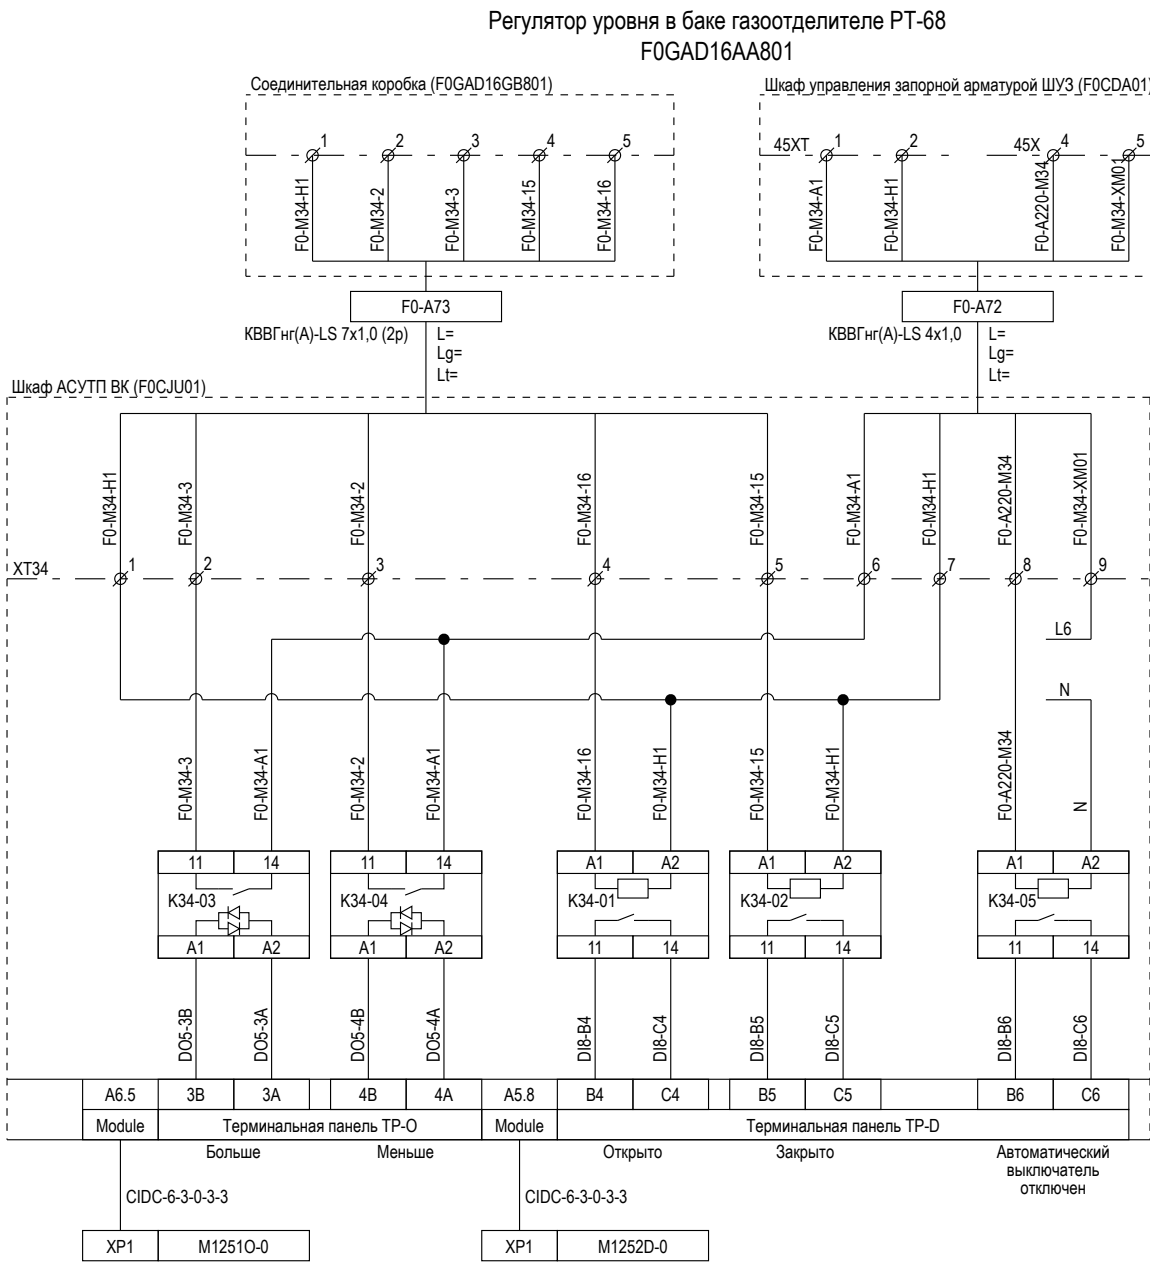 Регулятор уровня в баке газоотделителе РТ-68
F0GAD16AA801
Соединительная коробка (F0GAD16GB801)
Шкаф управления запорной арматурой ШУЗ (F0CDA01)
1 2 3 4 5
45XT 1 2 45X 4 5
F0-M34-H1 F0-M34-2 F0-M34-3 F0-M34-15 F0-M34-16
F0-M34-A1 F0-M34-H1 F0-A220-M34 F0-M34-XM01
F0-A73
F0-A72
КВВГнг(А)-LS 7x1,0 (2р) L=
Lg=
Lt=
КВВГнг(А)-LS 4x1,0 L=
Lg=
Lt=
Шкаф АСУТП ВК (F0CJU01)
F0-M34-H1 F0-M34-3 F0-M34-2 F0-M34-16 F0-M34-15 F0-M34-A1 F0-M34-H1 F0-A220-M34 F0-M34-XM01
XT34 1 2 3 4 5 6 7 8 9
L6
N
F0-M34-3 F0-M34-A1 F0-M34-2 F0-M34-A1 F0-M34-16 F0-M34-H1 F0-M34-15 F0-M34-H1 F0-A220-M34 N
11 14 11 14 A1 A2 A1 A2 A1 A2
K34-03 K34-04 K34-01 K34-02 K34-05
A1 A2 A1 A2 11 14 11 14 11 14
DO5-3B DO5-3A DO5-4B DO5-4A DI8-B4 DI8-C4 DI8-B5 DI8-C5 DI8-B6 DI8-C6
A6.5 3B 3A 4B 4A A5.8 B4 C4 B5 C5 B6 C6
Module Терминальная панель TP-O Module Терминальная панель TP-D
Больше Меньше Открыто Закрыто Автоматический
выключатель
отключен
CIDC-6-3-0-3-3 CIDC-6-3-0-3-3
XP1 M1251O-0 XP1 M1252D-0